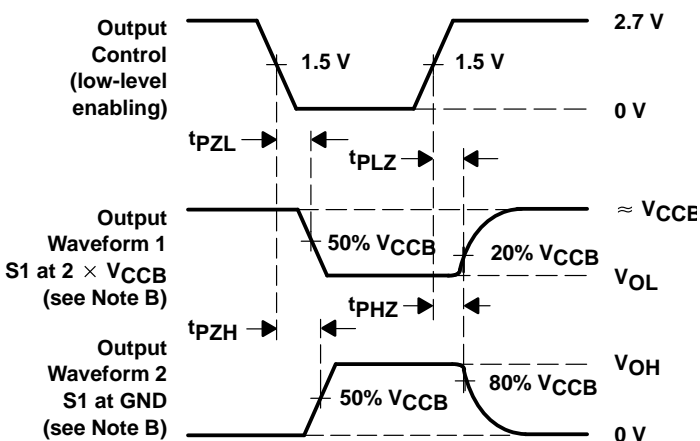 Output
Control
(low-level
enabling)
1.5 V
1.5 V
2.7 V
0 V
tPZL
tPLZ
Output
Waveform 1
S1 at 2 × VCCB
(see Note B)
50% VCCB
20% VCCB
≈ VCCB
VOL
tPZH
tPHZ
Output
Waveform 2
S1 at GND
(see Note B)
50% VCCB
80% VCCB
VOH
0 V